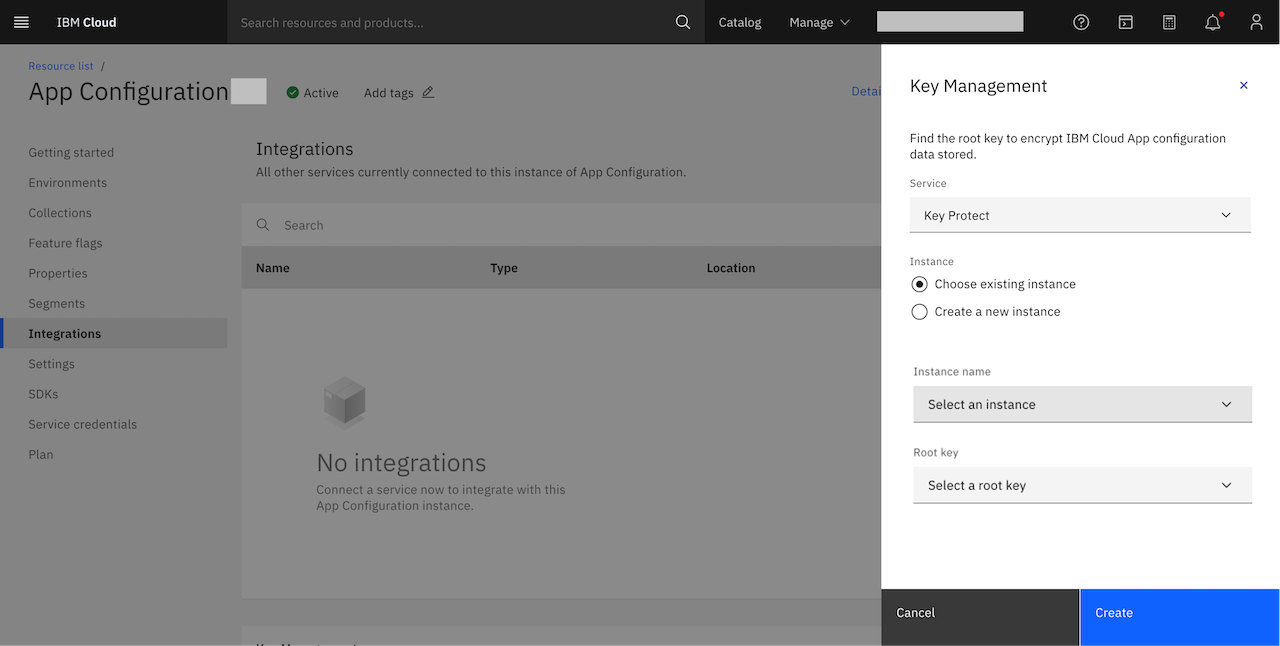 IBM Cloud
Search resources and products...
Catalog
Manage
Resource list /
App Configuration
Active
Add tags
Detai
Getting started
Environments
Collections
Feature flags
Properties
Segments
Integrations
Settings
SDKs
Service credentials
Plan
Integrations
All other services currently connected to this instance of App Configuration.
Search
Name Type Location
No integrations
Connect a service now to integrate with this
App Configuration instance.
Key Management
Find the root key to encrypt IBM Cloud App configuration
data stored.
Service
Key Protect
Instance
Choose existing instance
Create a new instance
Instance name
Select an instance
Root key
Select a root key
Cancel
Create